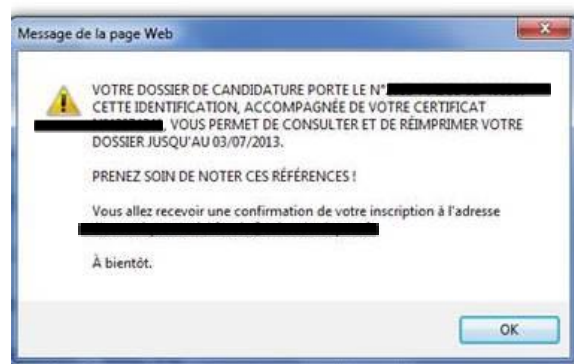 Message de la page Web
VOTRE DOSSIER DE CANDIDATURE PORTE LE N°
CETTE IDENTIFICATION, ACCOMPAGNÉE DE VOTRE CERTIFICAT
, VOUS PERMET DE CONSULTER ET DE RÉIMPRIMER VOTRE
DOSSIER JUSQU'AU 03/07/2013.
PRENEZ SOIN DE NOTER CES RÉFÉRENCES !
Vous allez recevoir une confirmation de votre inscription à l'adresse
À bientôt.
OK